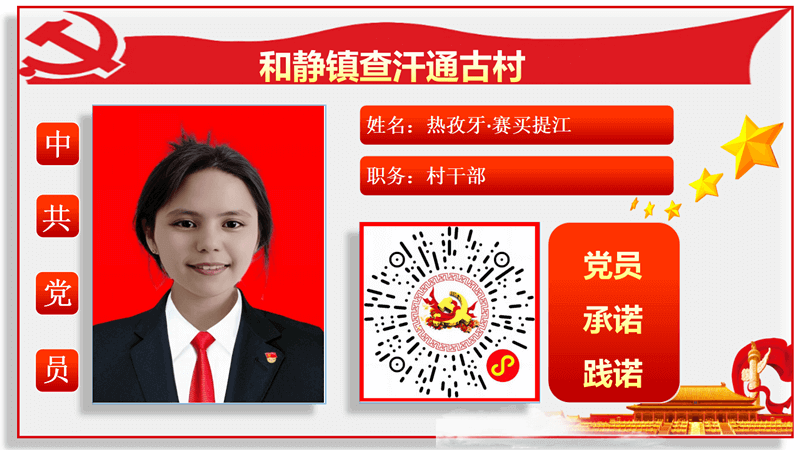 和静镇查汗通古村
中
共
党
员
姓名：热孜牙·赛买提江
职务：村干部
党员
承诺
践诺